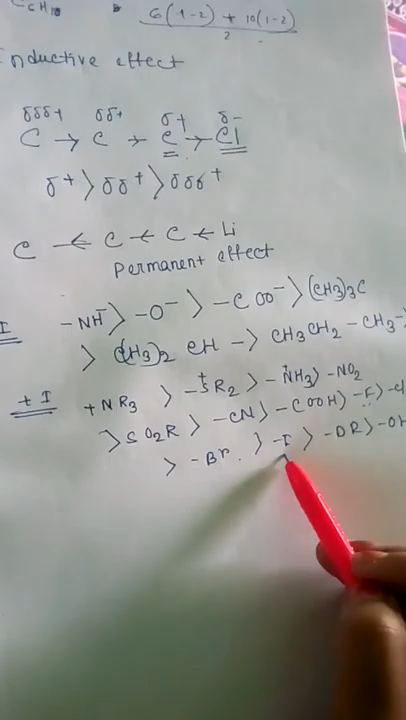 6(1-2) + 10(1-2)
2
Inductive effect
δδδ+ δδ+ δ+ δ-
C → C → C → Cl
δ+ > δδ+ > δδδ+
C ← C ← C ← Li
Permanent effect
I -NH > -O⁻ > -COO⁻ > (CH3)3C
> (CH3)2 CH -> CH3CH2 - CH3-
+ I +NR3 > -SR2 > -NH3 > -NO2
> SO2R > -CN > -COOH > -F > -Cl
> -Br. > -I > -OR > -OH